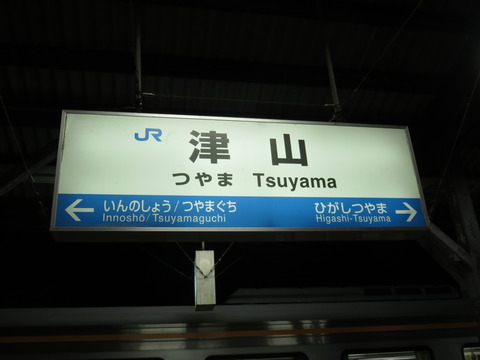 JR 津山
つやま Tsuyama
← いんのしょう/つやまぐち ひがしつやま →
Innoshō/Tsuyamaguchi Higashi-Tsuyama